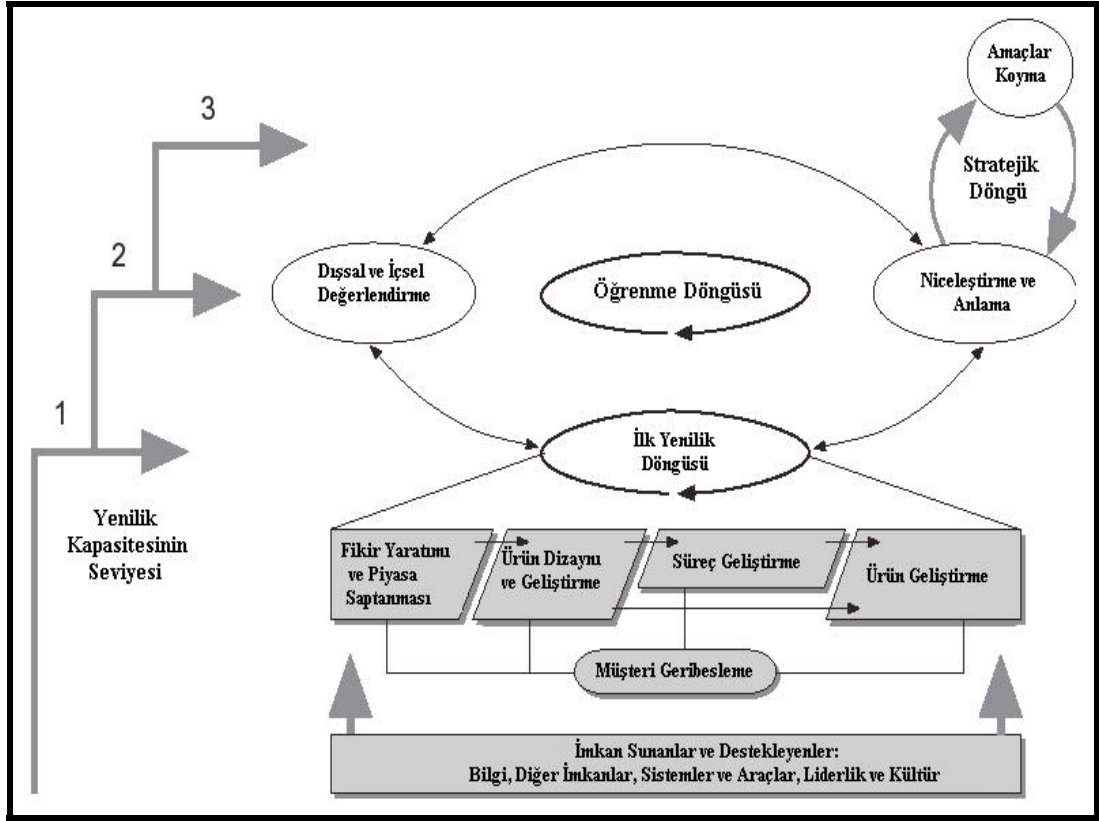 Amaçlar
Koyma
3
Stratejik
Döngü
2
Dışsal ve İçsel
Değerlendirme
Öğrenme Döngüsü
Niceleştirme ve
Anlama
1
İlk Yenilik
Döngüsü
Yenilik
Kapasitesinin
Seviyesi
Fikir Yaratımı
ve Piyasa
Saptanması
Ürün Dizaynı
ve Geliştirme
Süreç Geliştirme
Ürün Geliştirme
Müşteri Geribesleme
İmkan Sunanlar ve Destekleyenler:
Bilgi, Diğer İmkanlar, Sistemler ve Araçlar, Liderlik ve Kültür